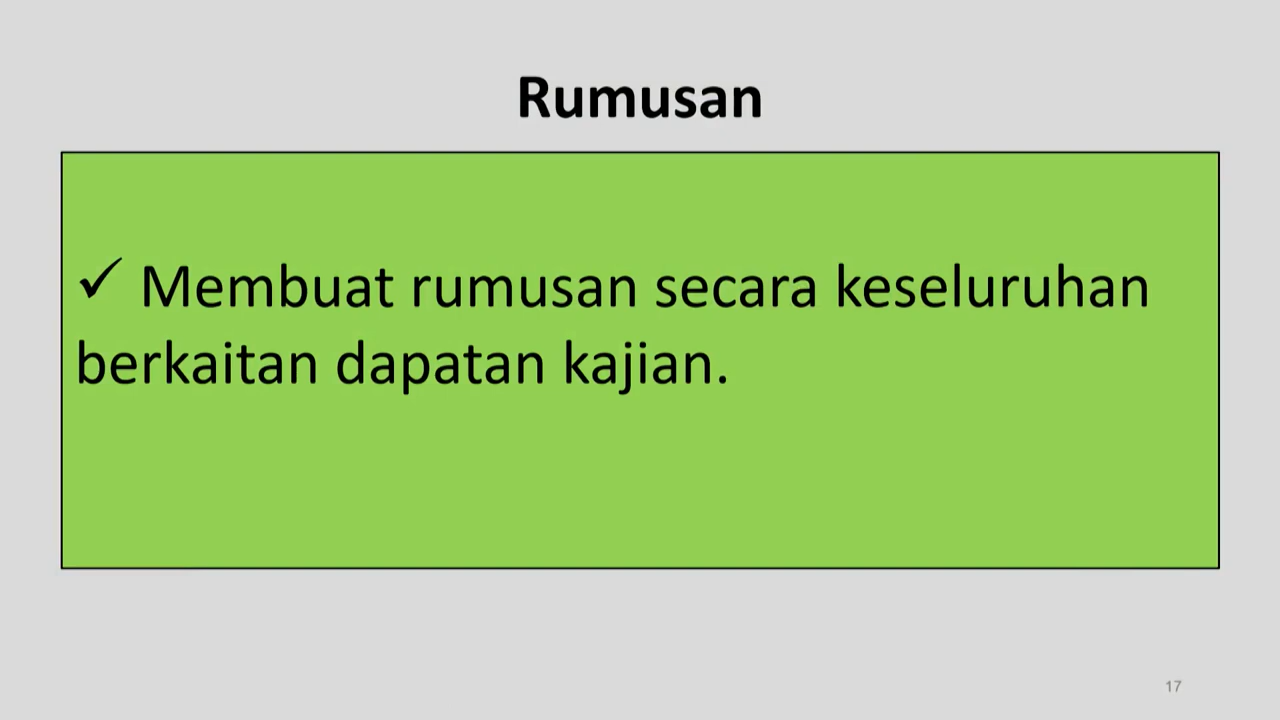 Rumusan
✓ Membuat rumusan secara keseluruhan
berkaitan dapatan kajian.
17